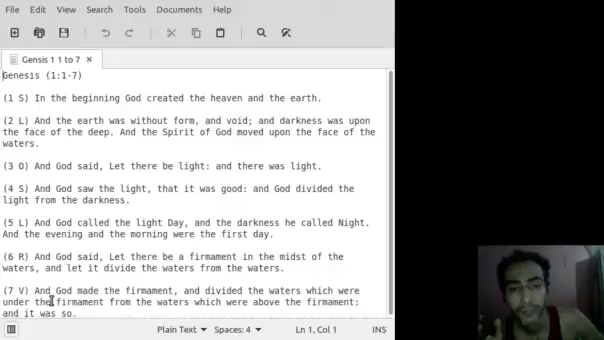 File Edit View Search Tools Documents Help
Gensis 1 1 to 7
Genesis (1:1-7)
(1 S) In the beginning God created the heaven and the earth.
(2 L) And the earth was without form, and void; and darkness was upon
the face of the deep. And the Spirit of God moved upon the face of the
waters.
(3 O) And God said, Let there be light: and there was light.
(4 S) And God saw the light, that it was good: and God divided the
light from the darkness.
(5 L) And God called the light Day, and the darkness he called Night.
And the evening and the morning were the first day.
(6 R) And God said, Let there be a firmament in the midst of the
waters, and let it divide the waters from the waters.
(7 V) And God made the firmament, and divided the waters which were
under the firmament from the waters which were above the firmament:
and it was so.
Plain Text Spaces: 4 Ln 1, Col 1 INS